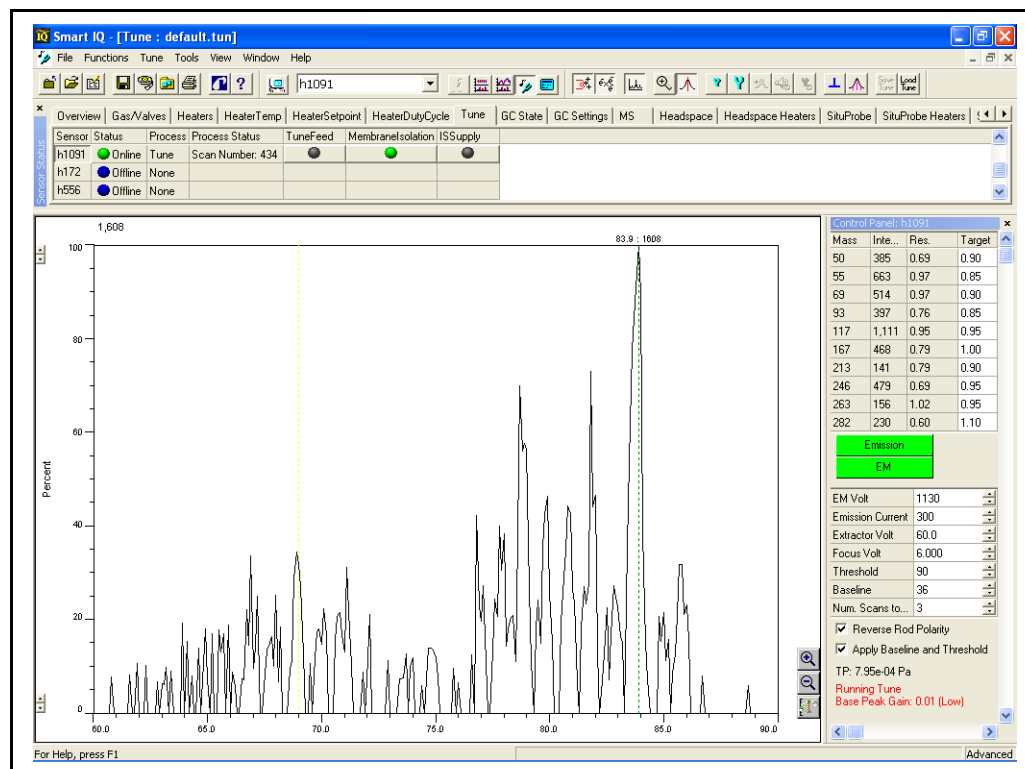 Smart IQ - [Tune : default.tun]
File Functions Tune Tools View Window Help
h1091
Save Tune Load Tune
Overview Gas/Valves Heaters HeaterTemp HeaterSetpoint HeaterDutyCycle Tune GC State GC Settings MS Headspace Headspace Heaters SituProbe SituProbe Heaters
Sensor Status
Sensor Status Process Process Status TuneFeed MembraneIsolation ISSupply
h1091 Online Tune Scan Number: 434
h172 Offline None
h556 Offline None
1,608
83.9 : 1608
100
80
60
40
20
0
Percent
60.0 65.0 70.0 75.0 80.0 85.0 90.0
Control Panel: h1091
Mass Inte... Res. Target
50 385 0.69 0.90
55 663 0.97 0.85
69 514 0.97 0.90
93 397 0.76 0.85
117 1,111 0.95 0.95
167 468 0.79 1.00
213 141 0.79 0.90
246 479 0.69 0.95
263 156 1.02 0.95
282 230 0.60 1.10
Emission
EM
EM Volt 1130
Emission Current 300
Extractor Volt 60.0
Focus Volt 6.000
Threshold 90
Baseline 36
Num. Scans to... 3
Reverse Rod Polarity
Apply Baseline and Threshold
TP: 7.95e-04 Pa
Running Tune
Base Peak Gain: 0.01 (Low)
For Help, press F1
Advanced